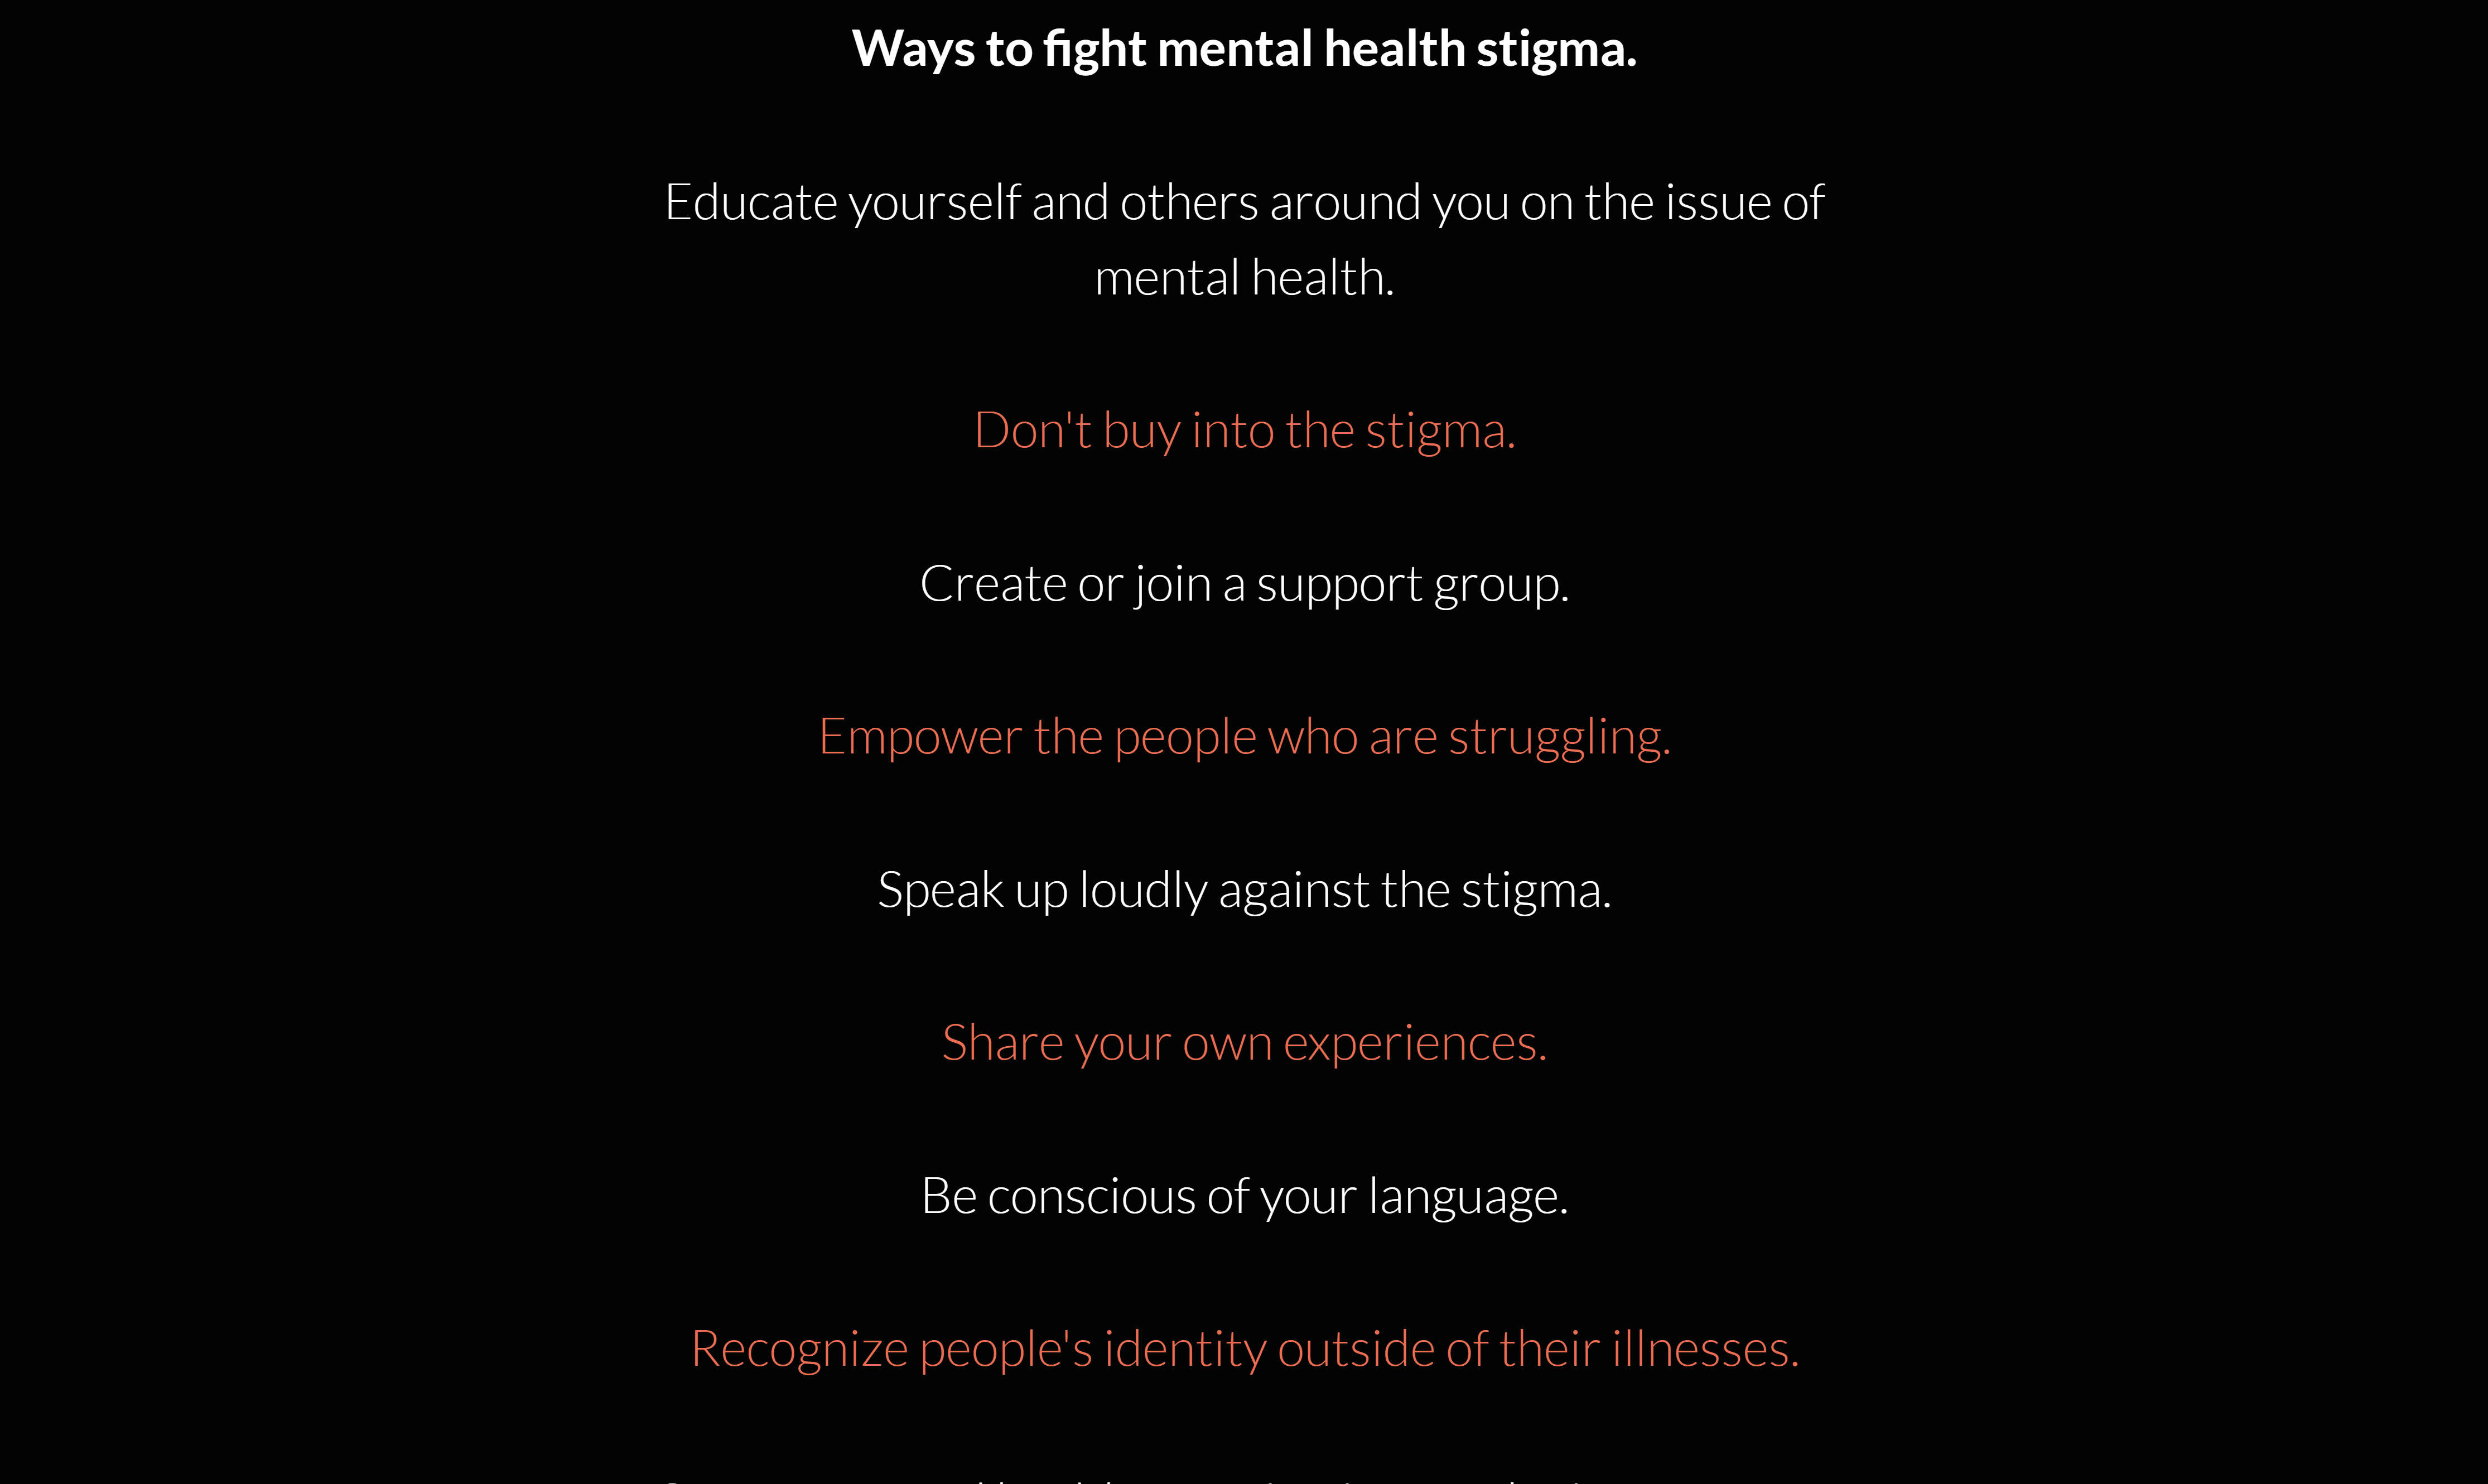 Ways to fight mental health stigma.
Educate yourself and others around you on the issue of
mental health.
Don't buy into the stigma.
Create or join a support group.
Empower the people who are struggling.
Speak up loudly against the stigma.
Share your own experiences.
Be conscious of your language.
Recognize people's identity outside of their illnesses.